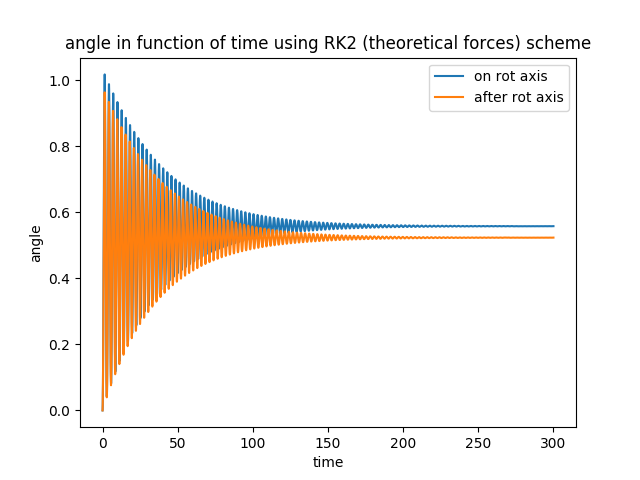 angle in function of time using RK2 (theoretical forces) scheme
on rot axis
after rot axis
1.0
0.8
0.6
0.4
0.2
0.0
angle
0 50 100 150 200 250 300
time